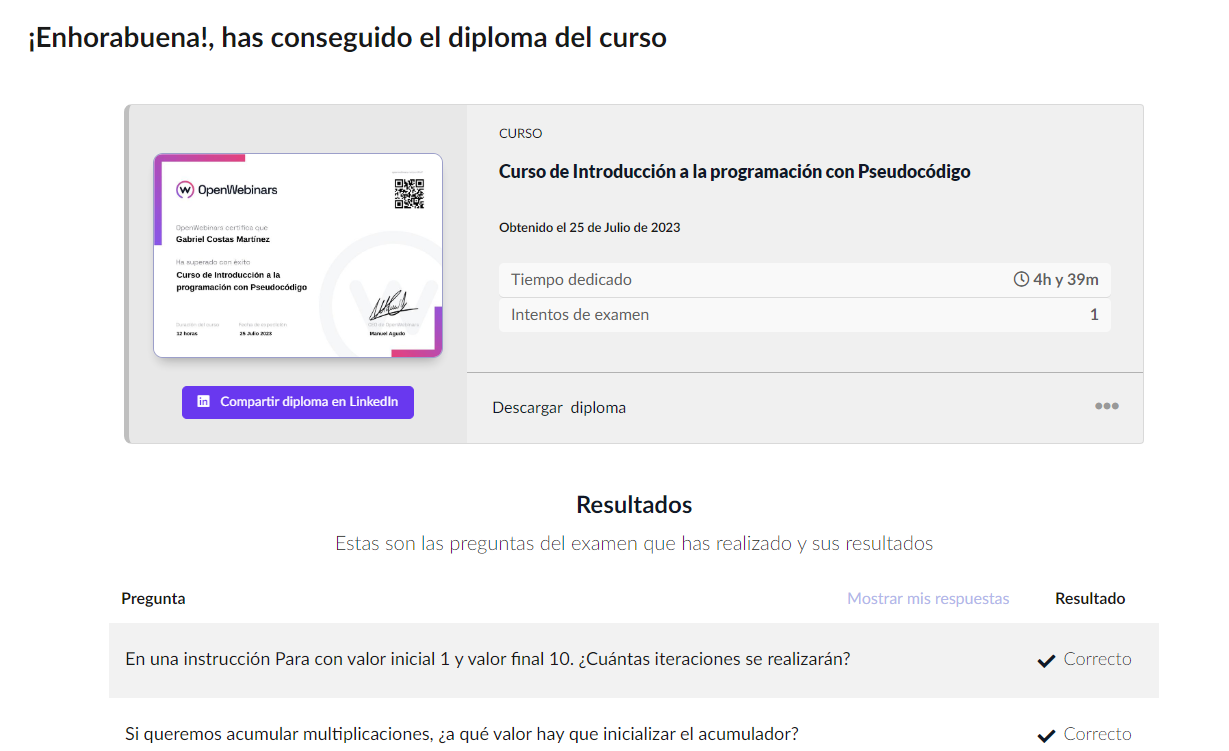 ¡Enhorabuena!, has conseguido el diploma del curso
OpenWebinars
OpenWebinars certifica que
Gabriel Costas Martínez
Ha superado con éxito
Curso de Introducción a la
programación con Pseudocódigo
Duración del curso
Fecha de expedición
CEO de OpenWebinars
12 horas
25 Julio 2023
Manuel Agudo
Compartir diploma en LinkedIn
CURSO
Curso de Introducción a la programación con Pseudocódigo
Obtenido el 25 de Julio de 2023
Tiempo dedicado 4h y 39m
Intentos de examen 1
Descargar diploma
Resultados
Estas son las preguntas del examen que has realizado y sus resultados
Pregunta Mostrar mis respuestas Resultado
En una instrucción Para con valor inicial 1 y valor final 10. ¿Cuántas iteraciones se realizarán? Correcto
Si queremos acumular multiplicaciones, ¿a qué valor hay que inicializar el acumulador? Correcto